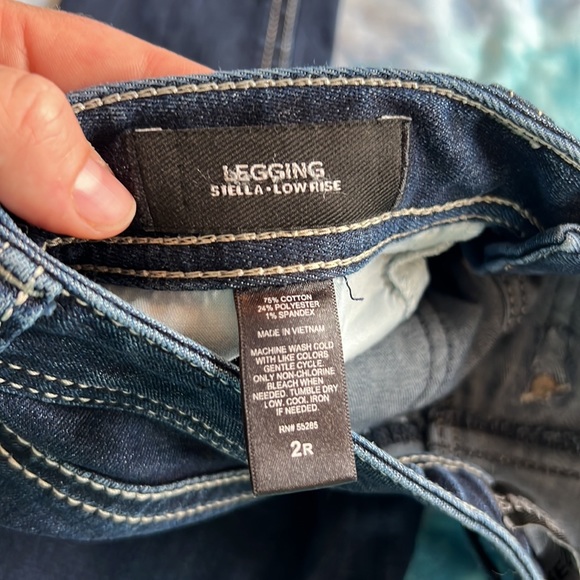 LEGGING
STELLA • LOW RISE
75% COTTON
24% POLYESTER
1% SPANDEX
MADE IN VIETNAM
MACHINE WASH COLD
WITH LIKE COLORS
GENTLE CYCLE.
ONLY NON-CHLORINE
BLEACH WHEN
NEEDED. TUMBLE DRY
LOW. COOL IRON
IF NEEDED.
RN# 55285
2R